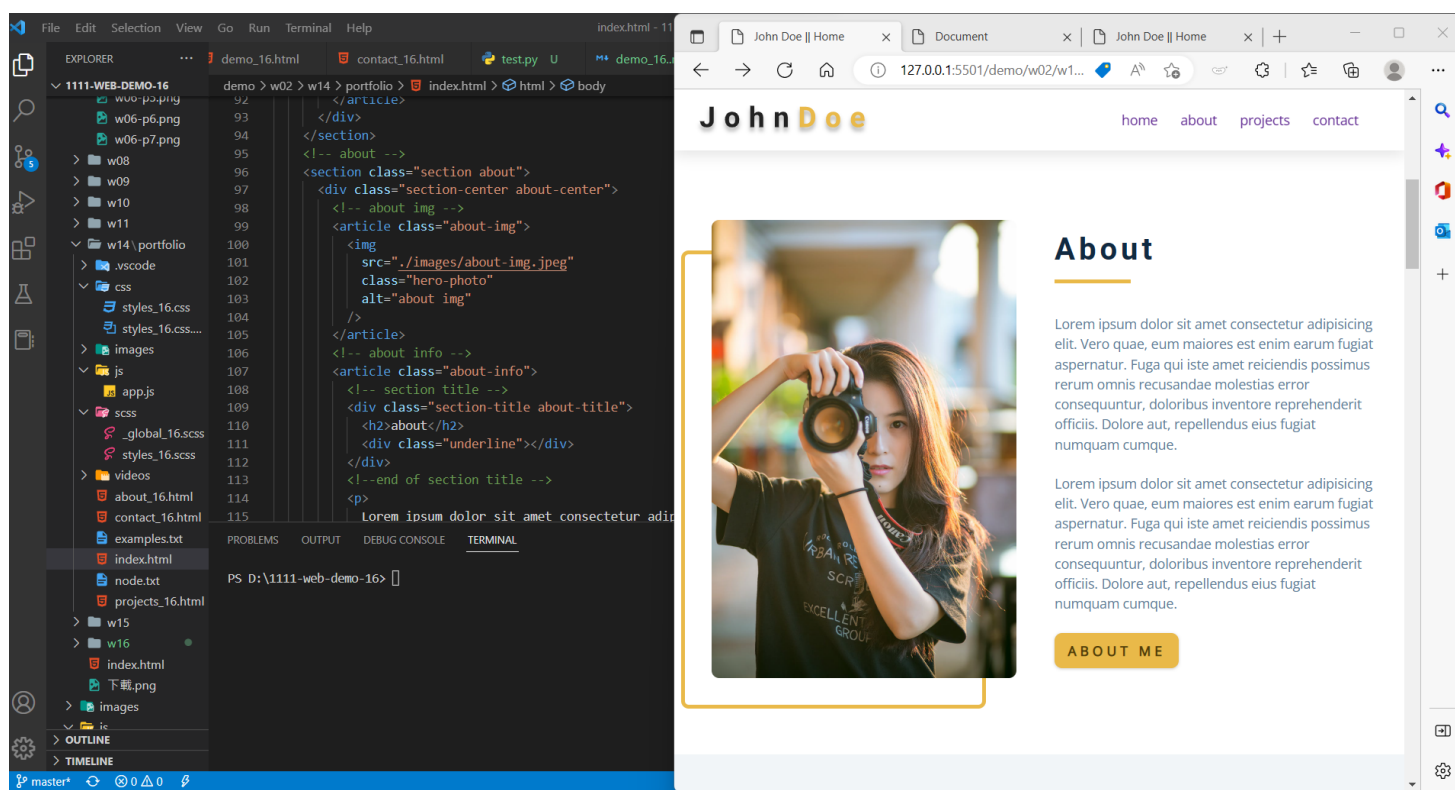 File Edit Selection View Go Run Terminal Help
index.html - 11
EXPLORER
1111-WEB-DEMO-16
w06-p5.png
w06-p6.png
w06-p7.png
w08
w09
w10
w11
w14\portfolio
.vscode
css
styles_16.css
styles_16.css....
images
js
app.js
scss
_global_16.scss
styles_16.scss
videos
about_16.html
contact_16.html
examples.txt
index.html
node.txt
projects_16.html
w15
w16
index.html
下載.png
images
js
OUTLINE
TIMELINE
master* 0 0
demo_16.html contact_16.html test.py U demo_16..
demo > w02 > w14 > portfolio > index.html > html > body
92 </article>
93 </div>
94 </section>
95 <!-- about -->
96 <section class="section about">
97 <div class="section-center about-center">
98 <!-- about img -->
99 <article class="about-img">
100 <img
101 src="./images/about-img.jpeg"
102 class="hero-photo"
103 alt="about img"
104 />
105 </article>
106 <!-- about info -->
107 <article class="about-info">
108 <!-- section title -->
109 <div class="section-title about-title">
110 <h2>about</h2>
111 <div class="underline"></div>
112 </div>
113 <!--end of section title -->
114 <p>
115 Lorem ipsum dolor sit amet consectetur adip
PROBLEMS OUTPUT DEBUG CONSOLE TERMINAL
PS D:\1111-web-demo-16>
John Doe || Home
Document
John Doe || Home
127.0.0.1:5501/demo/w02/w1...
JohnDoe
home about projects contact
About
Lorem ipsum dolor sit amet consectetur adipisicing
elit. Vero quae, eum maiores est enim earum fugiat
aspernatur. Fuga qui iste amet reiciendis possimus
rerum omnis recusandae molestias error
consequuntur, doloribus inventore reprehenderit
officiis. Dolore aut, repellendus eius fugiat
numquam cumque.
Lorem ipsum dolor sit amet consectetur adipisicing
elit. Vero quae, eum maiores est enim earum fugiat
aspernatur. Fuga qui iste amet reiciendis possimus
rerum omnis recusandae molestias error
consequuntur, doloribus inventore reprehenderit
officiis. Dolore aut, repellendus eius fugiat
numquam cumque.
ABOUT ME
URBAN RE
SCR
EXCELLENT
GROUP